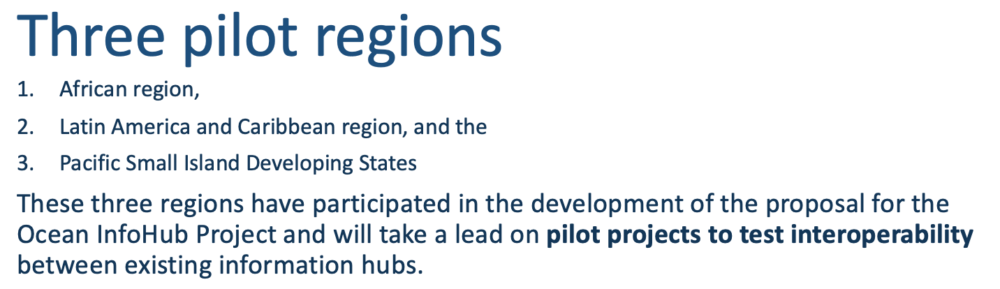 Three pilot regions
1. African region,
2. Latin America and Caribbean region, and the
3. Pacific Small Island Developing States
These three regions have participated in the development of the proposal for the
Ocean InfoHub Project and will take a lead on pilot projects to test interoperability
between existing information hubs.